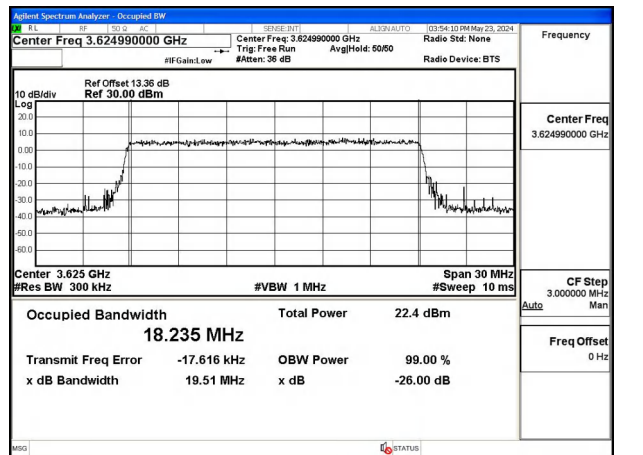 Agilent Spectrum Analyzer - Occupied BW
RL RF 50 Ω AC SENSE:INT ALIGN AUTO 03:54:10 PM May 23, 2024
Center Freq 3.624990000 GHz
Center Freq: 3.624990000 GHz
Radio Std: None
Trig: Free Run Avg|Hold: 50/50
#IFGain:Low
#Atten: 36 dB
Radio Device: BTS
Frequency
Ref Offset 13.36 dB
10 dB/div Ref 30.00 dBm
Log
20.0
10.0
0.00
-10.0
-20.0
-30.0
-40.0
-50.0
-60.0
Center 3.625 GHz Span 30 MHz
#Res BW 300 kHz #VBW 1 MHz #Sweep 10 ms
Occupied Bandwidth Total Power 22.4 dBm
18.235 MHz
Transmit Freq Error -17.616 kHz OBW Power 99.00 %
x dB Bandwidth 19.51 MHz x dB -26.00 dB
Center Freq
3.624990000 GHz
CF Step
3.000000 MHz
Auto Man
Freq Offset
0 Hz
MSG STATUS